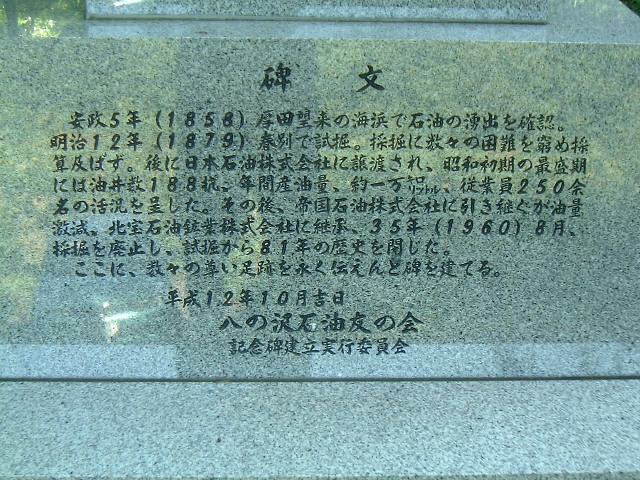 碑文
安政5年(1858)厚田望来の海浜で石油の湧出を確認。
明治12年(1879)春別で試掘。採掘に数々の困難を窮め採
算及ばず。後に日本石油株式会社に譲渡され、昭和初期の最盛期
には油井数188坑、年間産油量、約一万キロリットル、従業員250余
名の活況を呈した。その後、帝国石油株式会社に引き継ぐが油量
激減。北宝石油鉱業株式会社に継承、35年(1960)8月、
採掘を廃止し、試掘から81年の歴史を閉じた。
ここに、数々の尊い足跡を永く伝えんと碑を建てる。
平成12年10月吉日
八の沢石油友の会
記念碑建立実行委員会